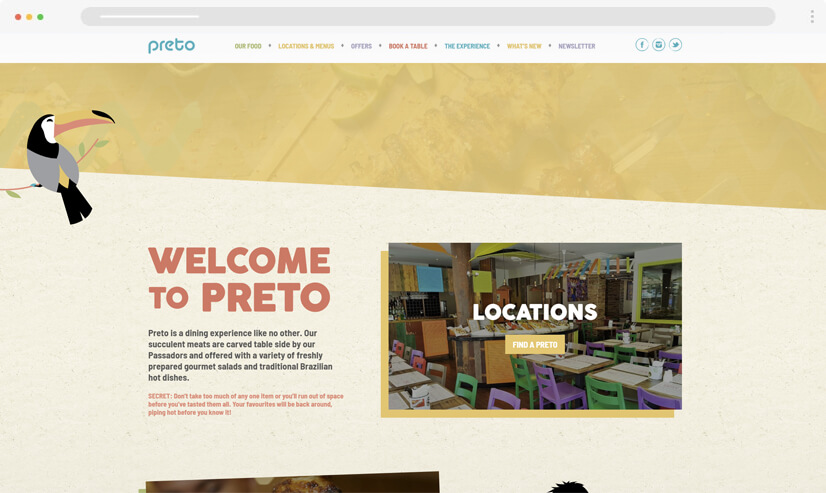 preto
OUR FOOD • LOCATIONS & MENUS • OFFERS • BOOK A TABLE • THE EXPERIENCE • WHAT'S NEW • NEWSLETTER
WELCOME
TO PRETO
Preto is a dining experience like no other. Our
succulent meats are carved table side by our
Passadors and offered with a variety of freshly
prepared gourmet salads and traditional Brazilian
hot dishes.
SECRET: Don't take too much of any one item or you'll run out of space
before you've tasted them all. Your favourites will be back around,
piping hot before you know it!
LOCATIONS
FIND A PRETO